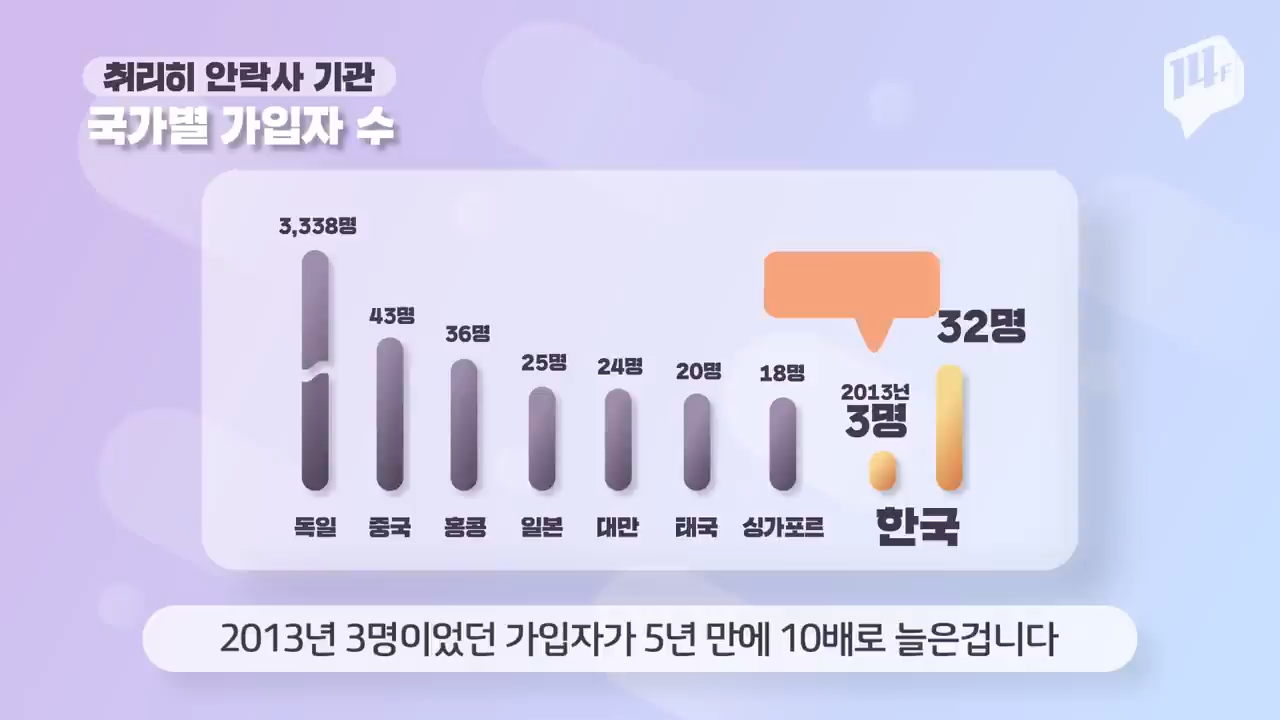 취리히 안락사 기관
국가별 가입자 수
14F
3,338명
43명
36명
25명
24명
20명
18명
2013년
3명
32명
독일
중국
홍콩
일본
대만
태국
싱가포르
한국
2013년 3명이었던 가입자가 5년 만에 10배로 늘은겁니다